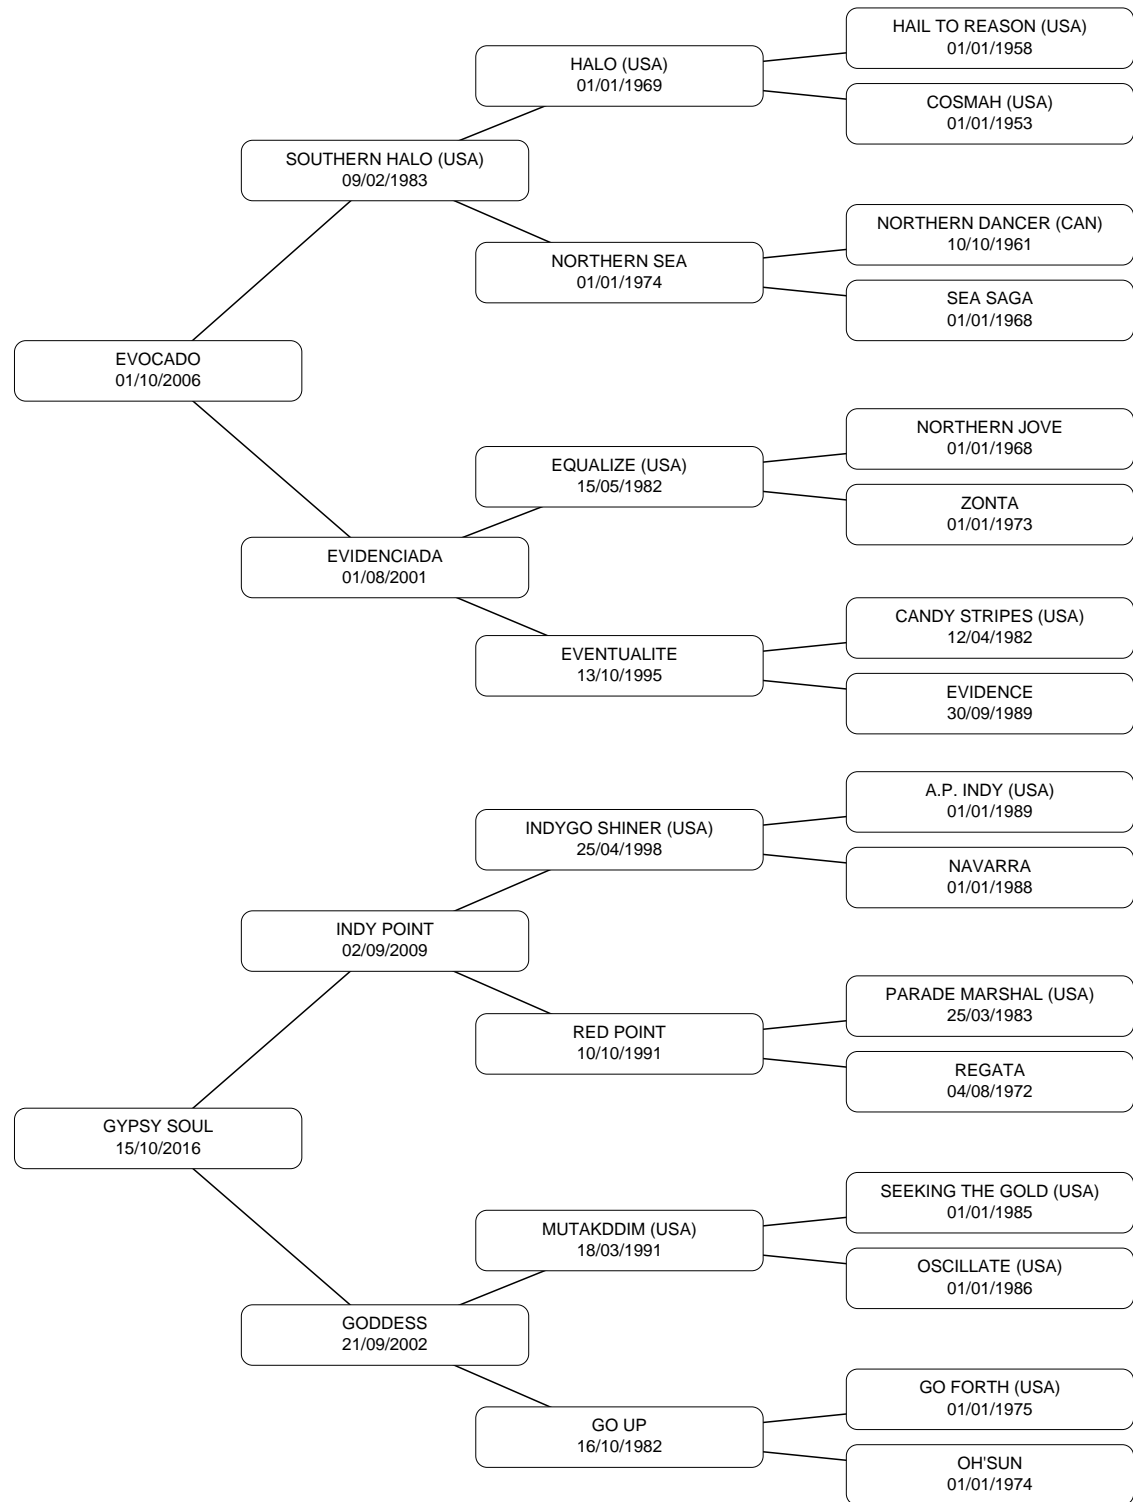 HAIL TO REASON (USA)
01/01/1958
HALO (USA)
01/01/1969
COSMAH (USA)
01/01/1953
SOUTHERN HALO (USA)
09/02/1983
NORTHERN DANCER (CAN)
10/10/1961
NORTHERN SEA
01/01/1974
SEA SAGA
01/01/1968
EVOCADO
01/10/2006
NORTHERN JOVE
01/01/1968
EQUALIZE (USA)
15/05/1982
ZONTA
01/01/1973
EVIDENCIADA
01/08/2001
CANDY STRIPES (USA)
12/04/1982
EVENTUALITE
13/10/1995
EVIDENCE
30/09/1989
A.P. INDY (USA)
01/01/1989
INDYGO SHINER (USA)
25/04/1998
NAVARRA
01/01/1988
INDY POINT
02/09/2009
PARADE MARSHAL (USA)
25/03/1983
RED POINT
10/10/1991
REGATA
04/08/1972
GYPSY SOUL
15/10/2016
SEEKING THE GOLD (USA)
01/01/1985
MUTAKDDIM (USA)
18/03/1991
OSCILLATE (USA)
01/01/1986
GODDESS
21/09/2002
GO FORTH (USA)
01/01/1975
GO UP
16/10/1982
OH'SUN
01/01/1974